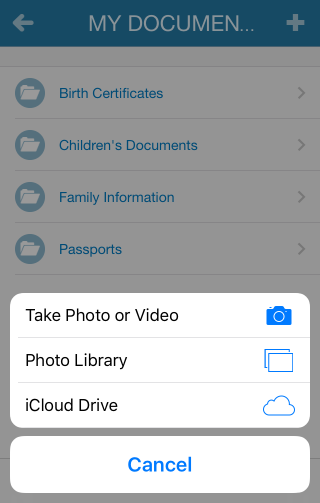 MY DOCUMEN...
Birth Certificates
Children's Documents
Family Information
Passports
Take Photo or Video
Photo Library
iCloud Drive
Cancel